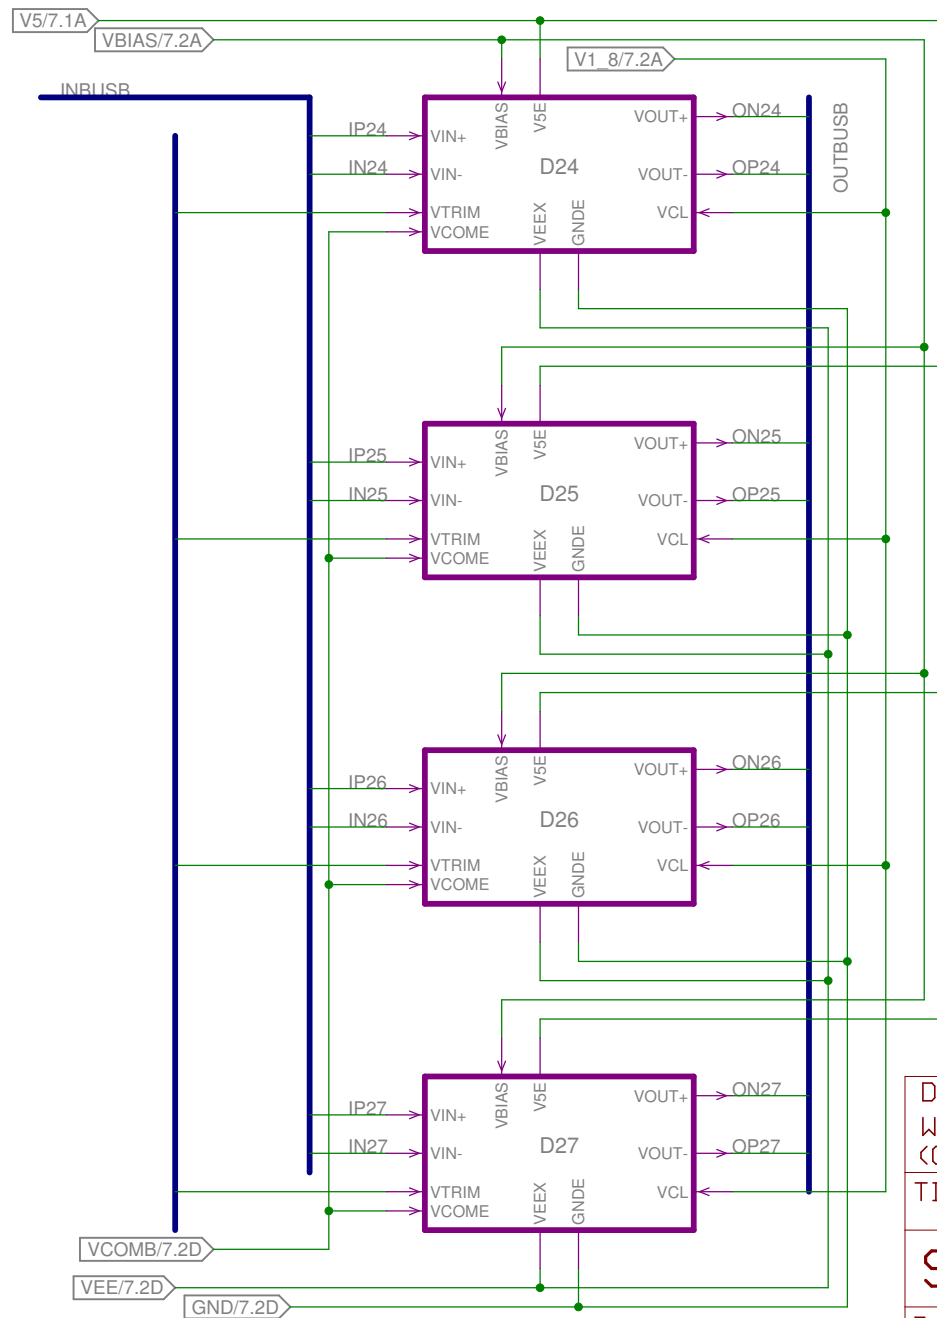 V5/7.1A
VBIAS/7.2A
V1_8/7.2A
INBUSB
OUTBUSB
IP24
IN24
VIN+
VIN-
VTRIM
VCOME
VBIAS
V5E
D24
VEEX
GNDE
VOUT+
VOUT-
VCL
ON24
OP24
IP25
IN25
VIN+
VIN-
VTRIM
VCOME
VBIAS
V5E
D25
VEEX
GNDE
VOUT+
VOUT-
VCL
ON25
OP25
IP26
IN26
VIN+
VIN-
VTRIM
VCOME
VBIAS
V5E
D26
VEEX
GNDE
VOUT+
VOUT-
VCL
ON26
OP26
IP27
IN27
VIN+
VIN-
VTRIM
VCOME
VBIAS
V5E
D27
VEEX
GNDE
VOUT+
VOUT-
VCL
ON27
OP27
VCOMB/7.2D
VEE/7.2D
GND/7.2D